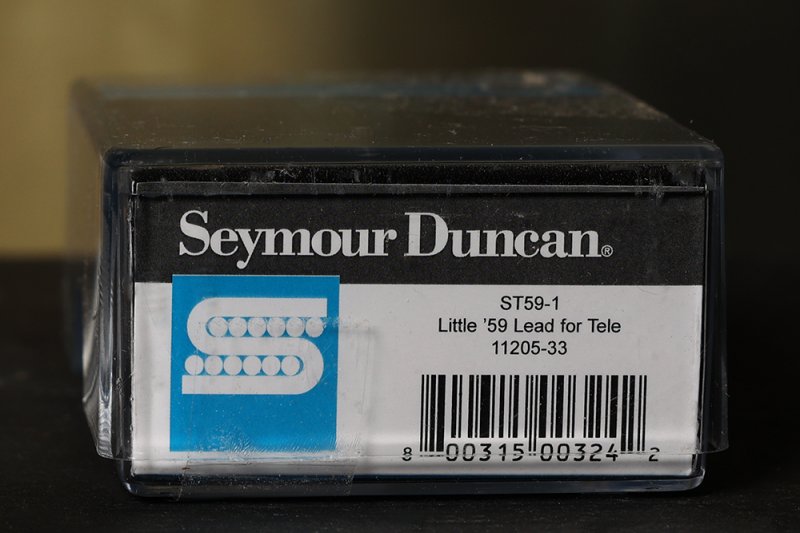 Seymour Duncan®
ST59-1
Little '59 Lead for Tele
11205-33
8 00315 00324 2